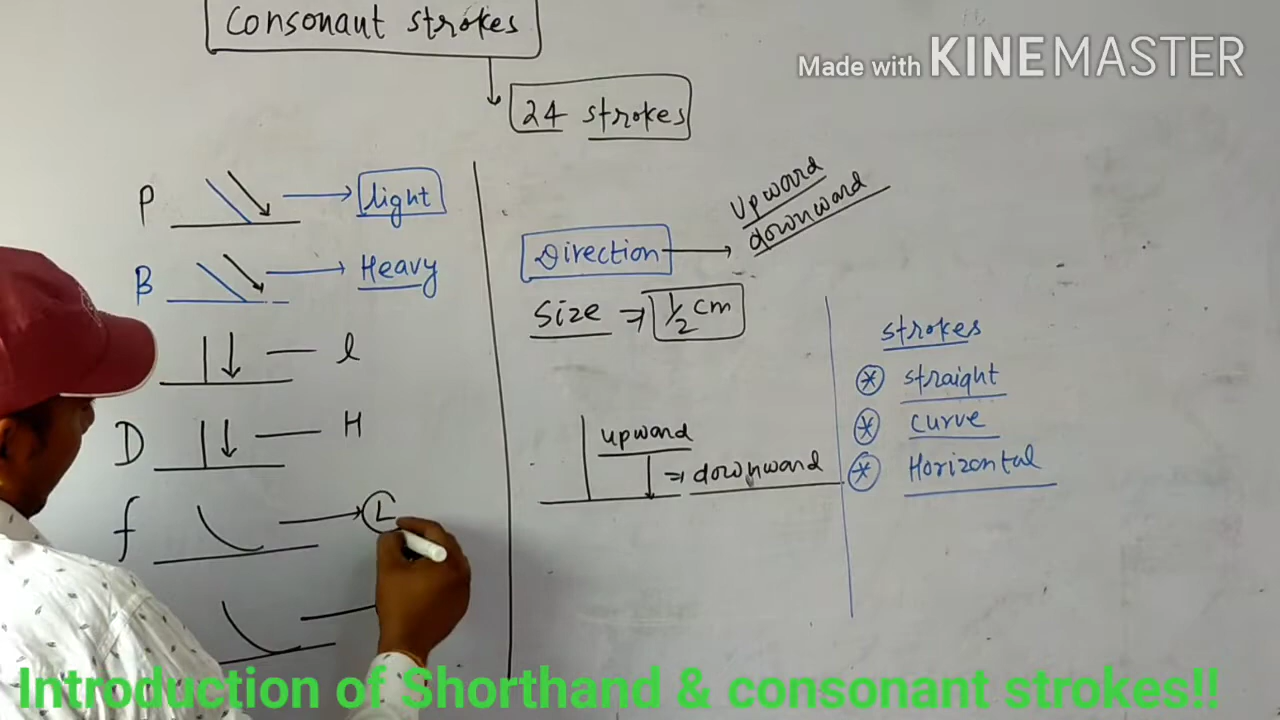 Consonant strokes
Made with KINEMASTER
24 strokes
P light
B Heavy
l
D H
f L
Direction
Upward
downward
Size ⇒ 1/2 cm
upward
⇒ downward
strokes
* straight
* curve
* Horizontal
Introduction of Shorthand & consonant strokes!!